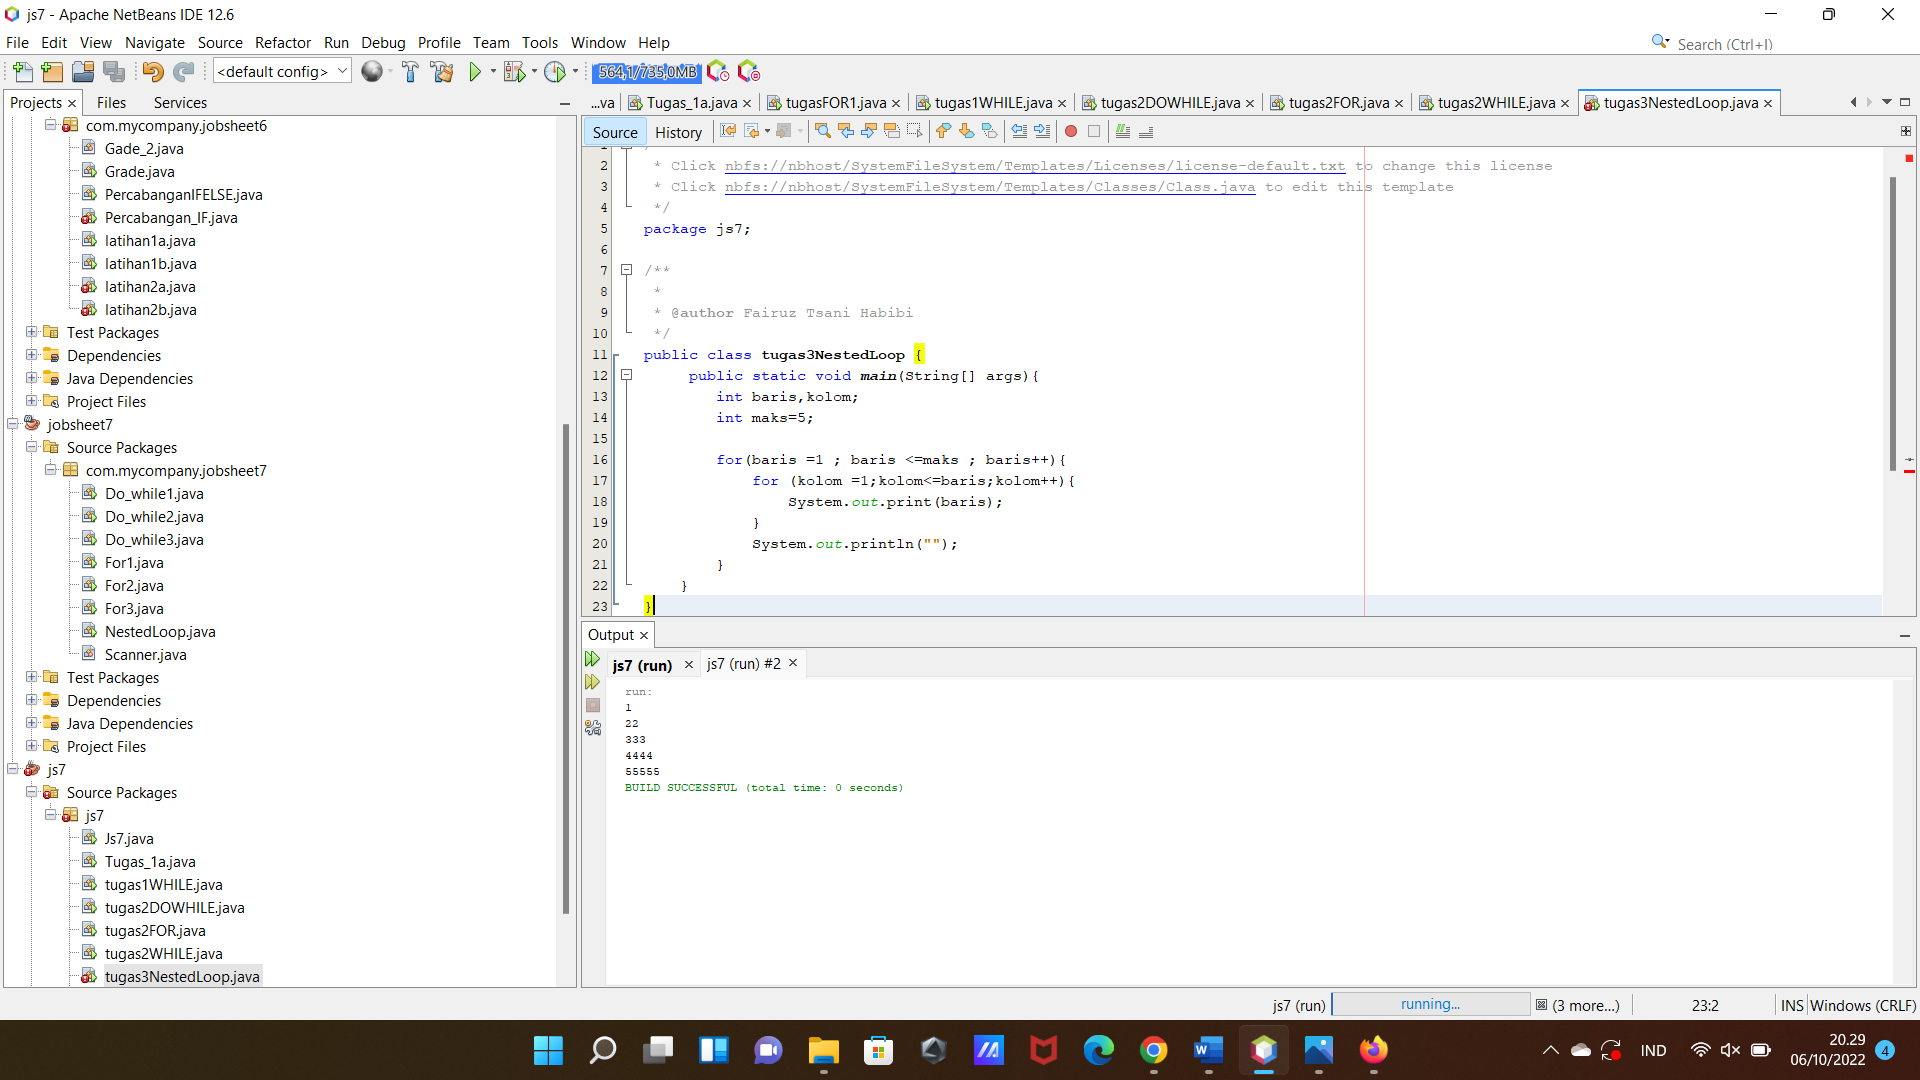 js7 - Apache NetBeans IDE 12.6
File Edit View Navigate Source Refactor Run Debug Profile Team Tools Window Help
Search (Ctrl+I)
<default config>
564,1/735,0MB
Projects Files Services
com.mycompany.jobsheet6
Gade_2.java
Grade.java
PercabanganIFELSE.java
Percabangan_IF.java
latihan1a.java
latihan1b.java
latihan2a.java
latihan2b.java
Test Packages
Dependencies
Java Dependencies
Project Files
jobsheet7
Source Packages
com.mycompany.jobsheet7
Do_while1.java
Do_while2.java
Do_while3.java
For1.java
For2.java
For3.java
NestedLoop.java
Scanner.java
Test Packages
Dependencies
Java Dependencies
Project Files
js7
Source Packages
js7
Js7.java
Tugas_1a.java
tugas1WHILE.java
tugas2DOWHILE.java
tugas2FOR.java
tugas2WHILE.java
tugas3NestedLoop.java
...va Tugas_1a.java tugasFOR1.java tugas1WHILE.java tugas2DOWHILE.java tugas2FOR.java tugas2WHILE.java tugas3NestedLoop.java
Source History
2 * Click nbfs://nbhost/SystemFileSystem/Templates/Licenses/license-default.txt to change this license
3 * Click nbfs://nbhost/SystemFileSystem/Templates/Classes/Class.java to edit this template
4 */
5 package js7;
6
7 /**
8 *
9 * @author Fairuz Tsani Habibi
10 */
11 public class tugas3NestedLoop {
12 public static void main(String[] args){
13 int baris,kolom;
14 int maks=5;
15
16 for(baris =1 ; baris <=maks ; baris++){
17 for (kolom =1;kolom<=baris;kolom++){
18 System.out.print(baris);
19 }
20 System.out.println("");
21 }
22 }
23 }
Output
js7 (run) js7 (run) #2
run:
1
22
333
4444
55555
BUILD SUCCESSFUL (total time: 0 seconds)
js7 (run) running... (3 more...) 23:2 INS Windows (CRLF)
IND
20.29
06/10/2022
4